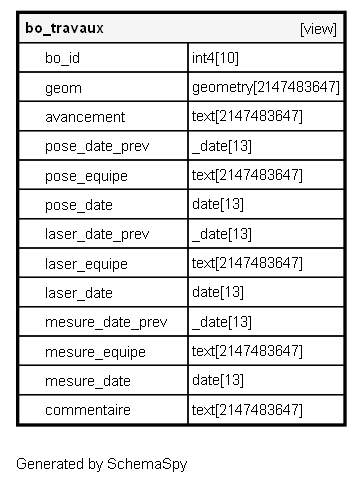 bo_travaux [view]
bo_id int4[10]
geom geometry[2147483647]
avancement text[2147483647]
pose_date_prev _date[13]
pose_equipe text[2147483647]
pose_date date[13]
laser_date_prev _date[13]
laser_equipe text[2147483647]
laser_date date[13]
mesure_date_prev _date[13]
mesure_equipe text[2147483647]
mesure_date date[13]
commentaire text[2147483647]
Generated by SchemaSpy